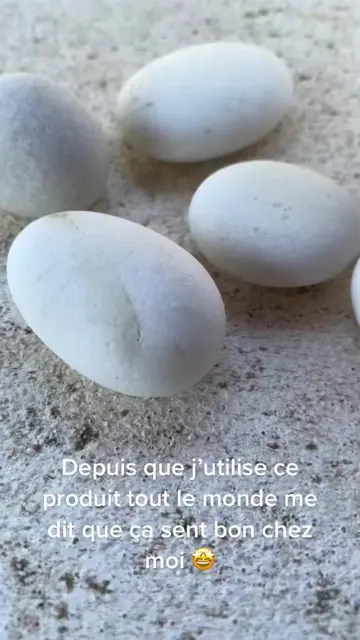 Depuis que j’utilise ce
produit tout le monde me
dit que ça sent bon chez
moi 🤩